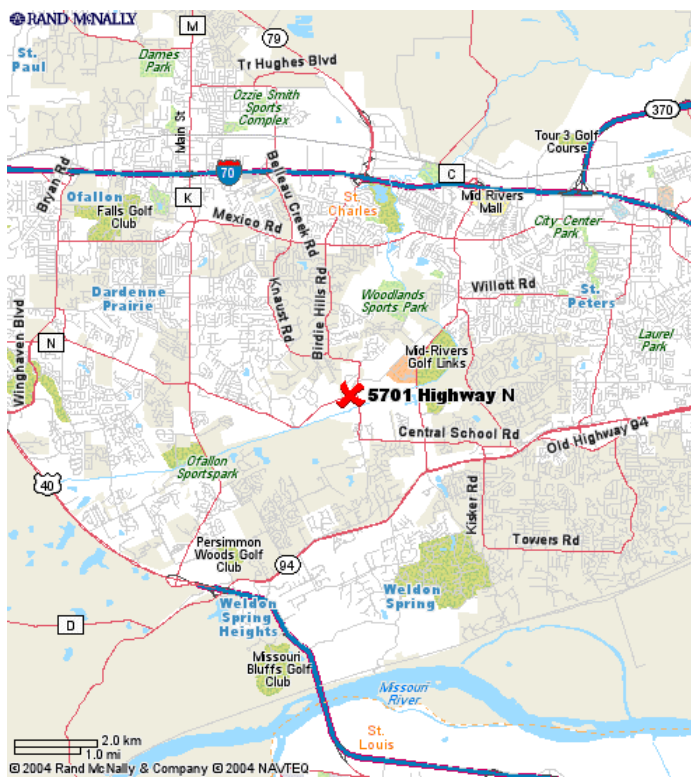 RAND MCNALLY
M
79
St.
Paul
Dames
Park
Tr Hughes Blvd
Main St
Ozzie Smith
Sports
Complex
370
Tour 3 Golf
Course
Bryan Rd
70
Belleau Creek Rd
C
Ofallon
K
Falls Golf
Club
Mexico Rd
St.
Charles
Mid Rivers
Mall
City Center
Park
Dardenne
Prairie
Knaust Rd
Birdie Hills Rd
Woodlands
Sports Park
Willott Rd
St.
Peters
Winghaven Blvd
N
Mid-Rivers
Golf Links
Laurel
Park
5701 Highway N
Central School Rd
Old Highway 94
Ofallon
Sportspark
40
Kisker Rd
Persimmon
Woods Golf
Club
94
Towers Rd
Weldon
Spring
Heights
Weldon
Spring
D
Missouri
Bluffs Golf
Club
Missouri
River
St.
Louis
2.0 km
1.0 mi
© 2004 Rand McNally & Company © 2004 NAVTEQ